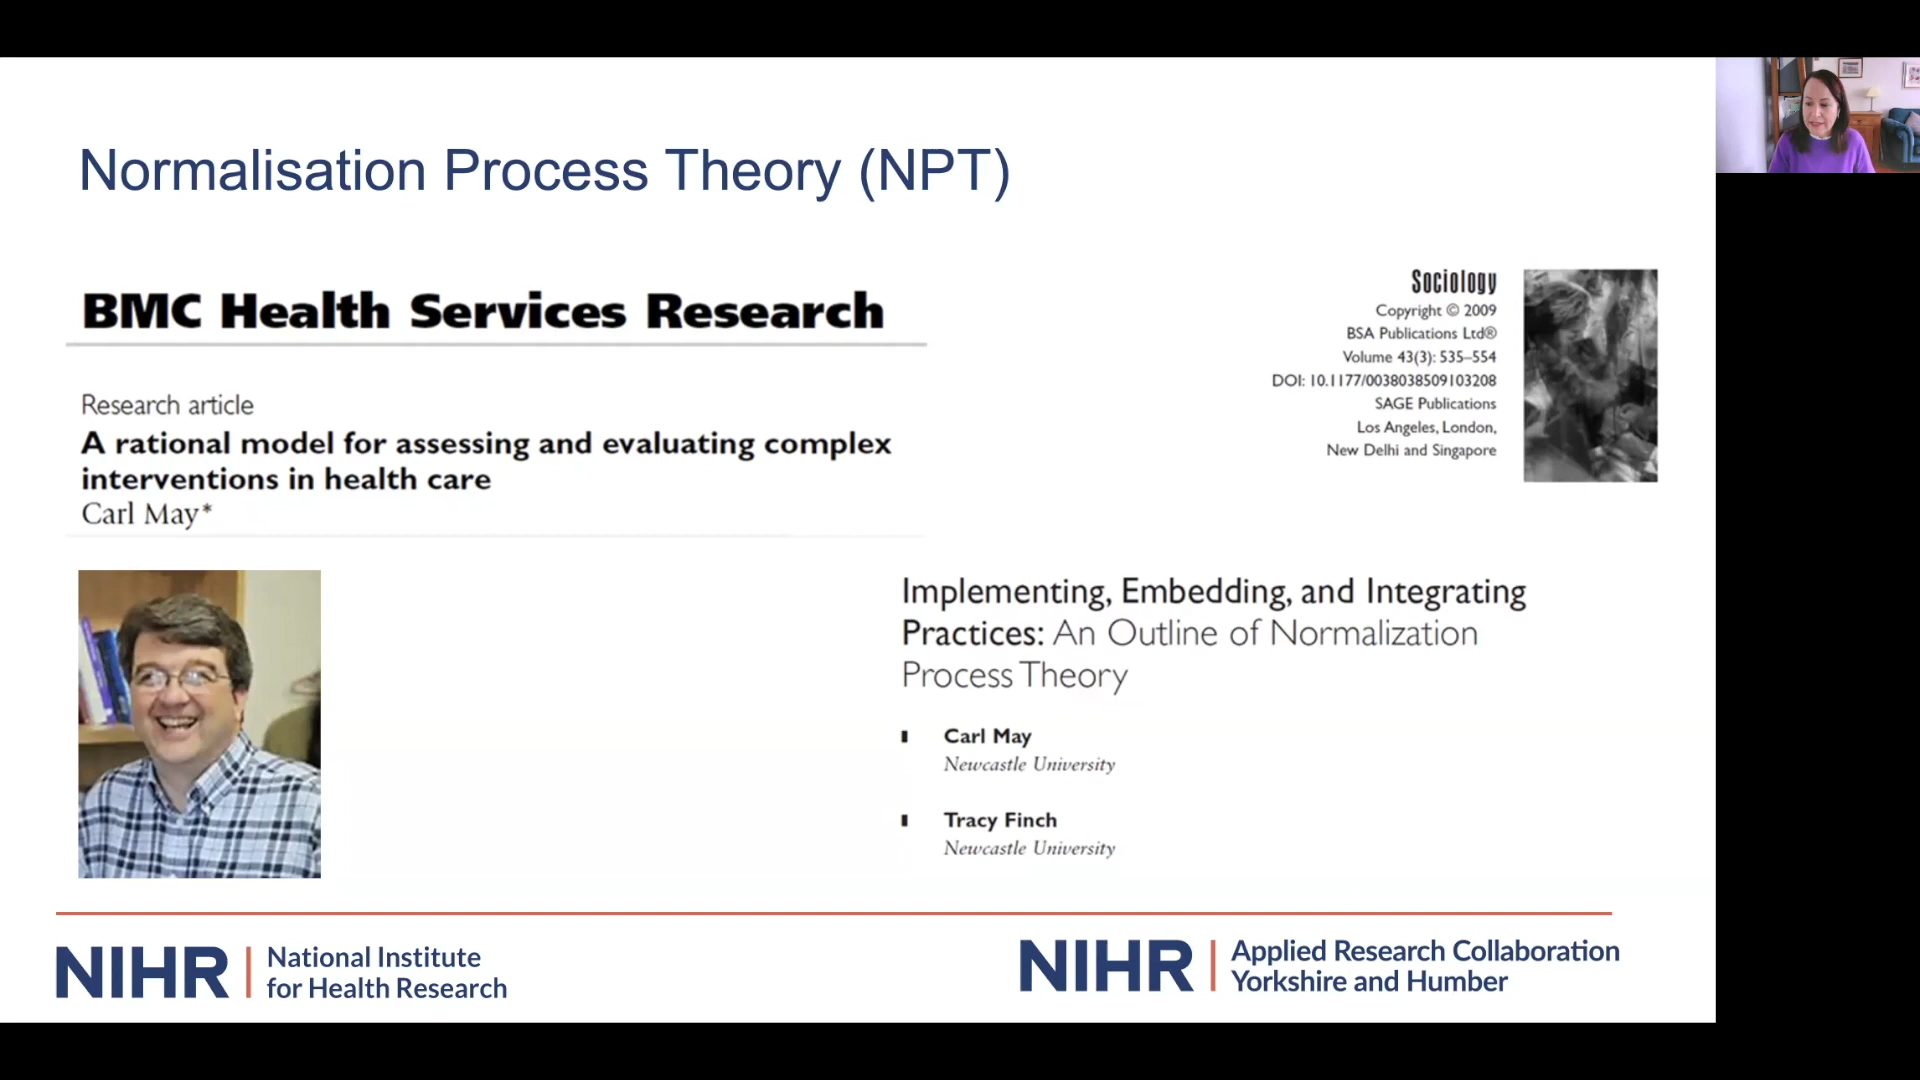 Normalisation Process Theory (NPT)
BMC Health Services Research
Research article
A rational model for assessing and evaluating complex
interventions in health care
Carl May*
Sociology
Copyright © 2009
BSA Publications Ltd®
Volume 43(3): 535–554
DOI: 10.1177/0038038509103208
SAGE Publications
Los Angeles, London,
New Delhi and Singapore
Implementing, Embedding, and Integrating
Practices: An Outline of Normalization
Process Theory
Carl May
Newcastle University
Tracy Finch
Newcastle University
NIHR | National Institute
for Health Research
NIHR | Applied Research Collaboration
Yorkshire and Humber